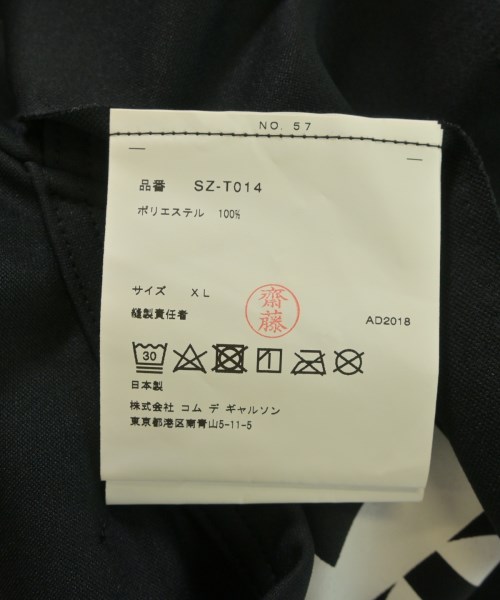 NO. 57
品番 SZ-T014
ポリエステル 100%
サイズ XL
縫製責任者 齋藤
AD2018
30
日本製
株式会社 コム デ ギャルソン
東京都港区南青山5-11-5